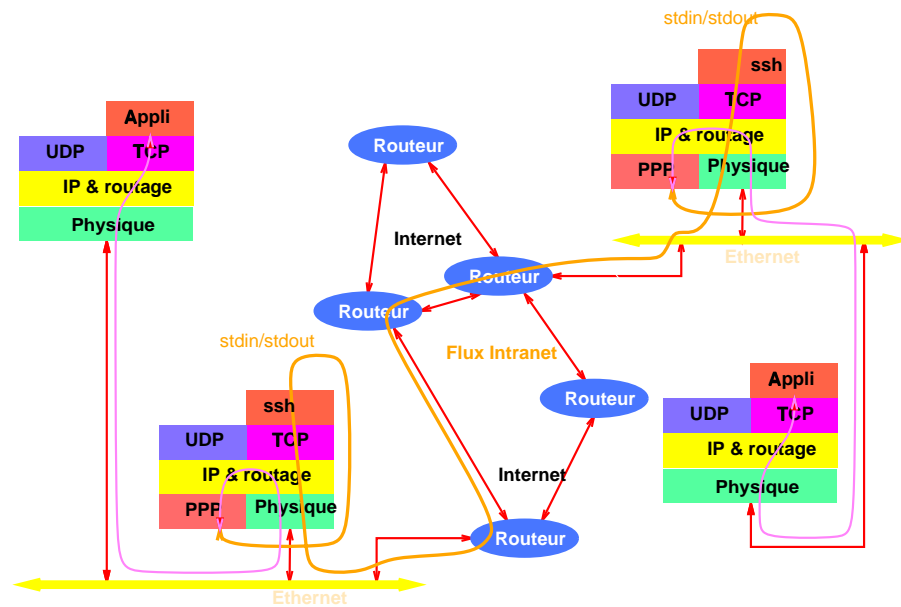 stdin/stdout
ssh
UDP
TCP
IP & routage
PPP
Physique
Ethernet
Appli
UDP
TCP
IP & routage
Physique
Routeur
Internet
Routeur
Routeur
Flux Intranet
Routeur
Internet
Routeur
stdin/stdout
ssh
UDP
TCP
IP & routage
PPP
Physique
Ethernet
Appli
UDP
TCP
IP & routage
Physique